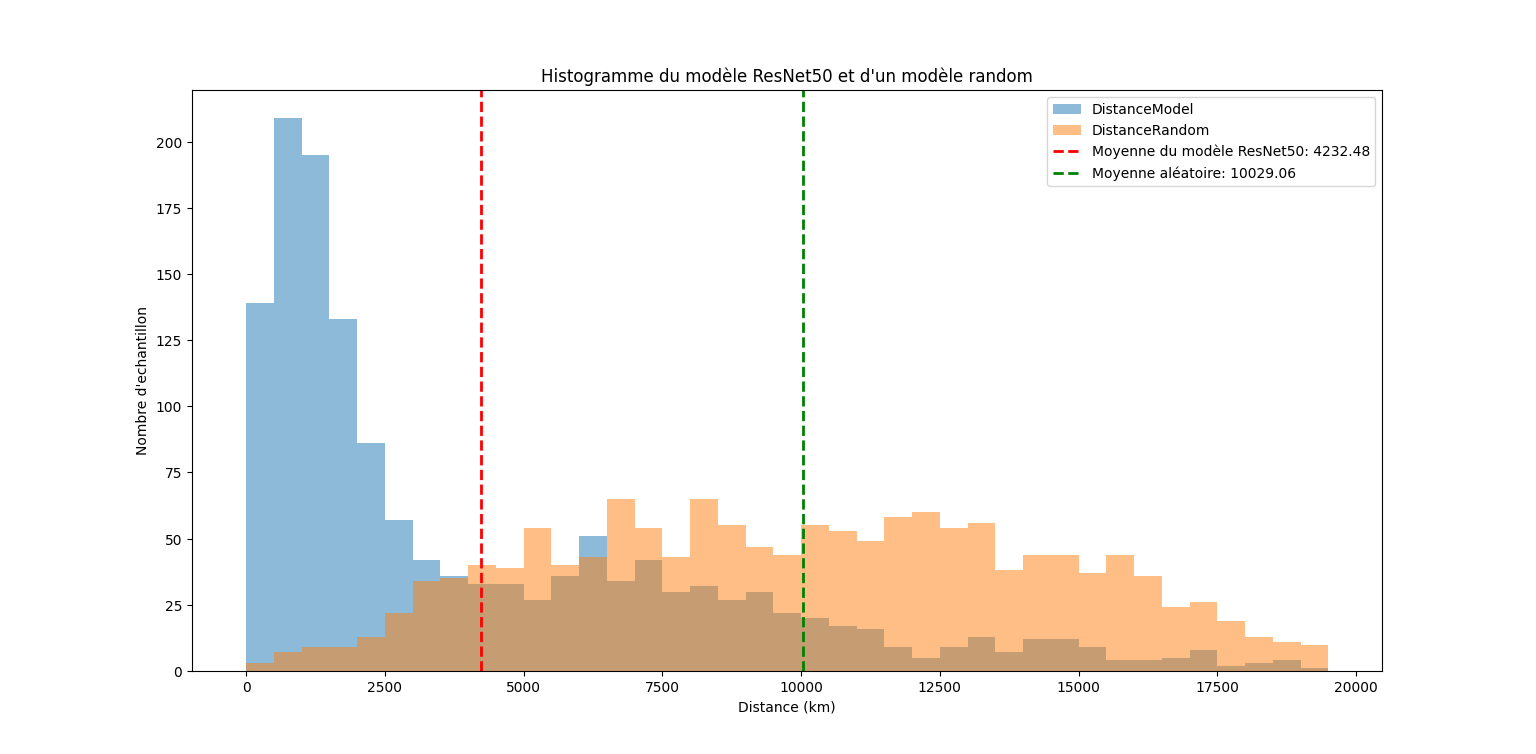 Histogramme du modèle ResNet50 et d'un modèle random
DistanceModel
DistanceRandom
Moyenne du modèle ResNet50: 4232.48
Moyenne aléatoire: 10029.06
Nombre d'echantillon
200
175
150
125
100
75
50
25
0
0 2500 5000 7500 10000 12500 15000 17500 20000
Distance (km)